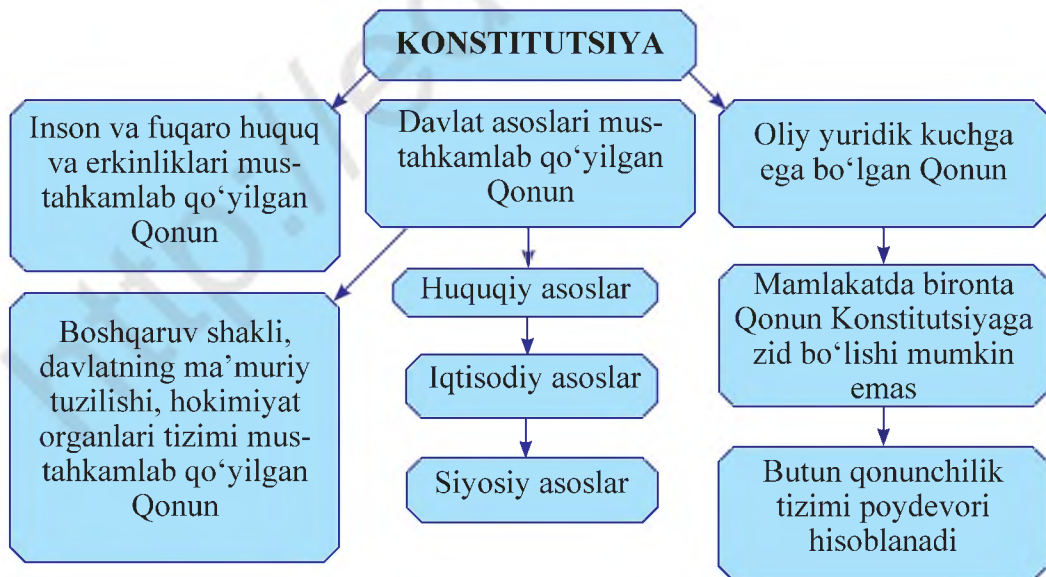 KONSTITUTSIYA
Inson va fuqaro huquq
va erkinliklari mus-
tahkamlab qo‘yilgan
Qonun
Davlat asoslari mus-
tahkamlab qo‘yilgan
Qonun
Oliy yuridik kuchga
ega bo‘lgan Qonun
Boshqaruv shakli,
davlatning ma’muriy
tuzilishi, hokimiyat
organlari tizimi mus-
tahkamlab qo‘yilgan
Qonun
Huquqiy asoslar
Iqtisodiy asoslar
Siyosiy asoslar
Mamlakatda bironta
Qonun Konstitutsiyaga
zid bo‘lishi mumkin
emas
Butun qonunchilik
tizimi poydevori
hisoblanadi